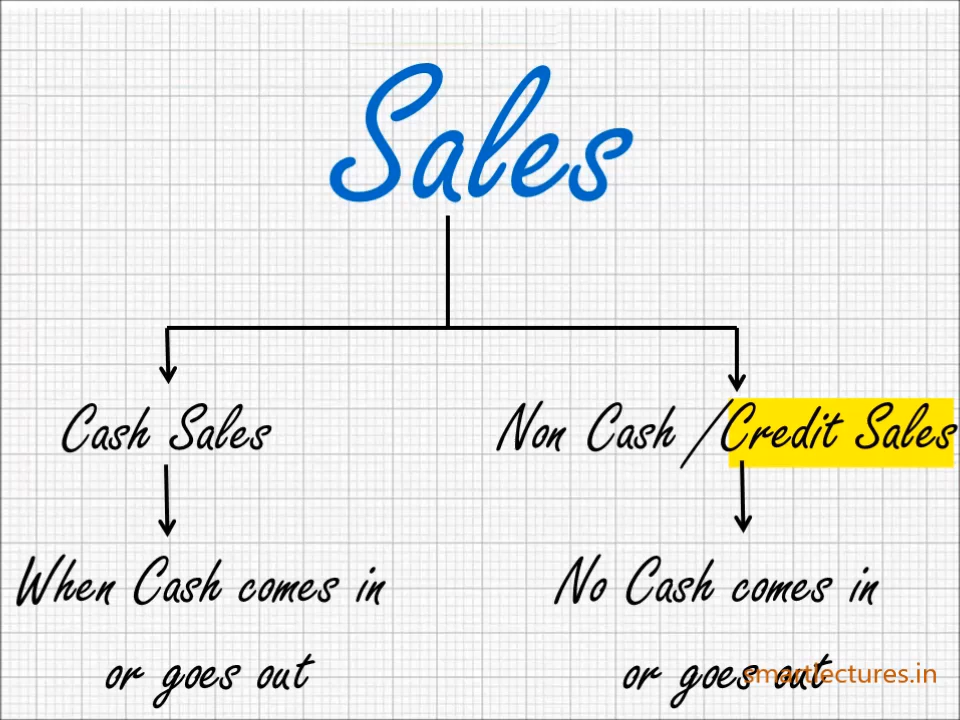 Sales
Cash Sales
Non Cash /Credit Sales
When Cash comes in
or goes out
No Cash comes in
or goes out
smartlectures.in